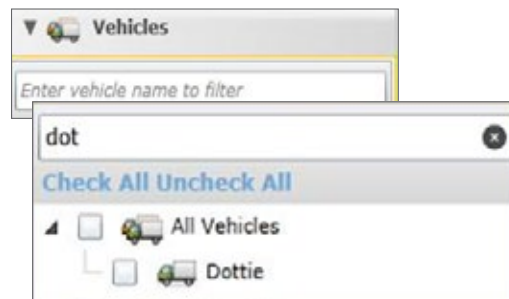 Vehicles
Enter vehicle name to filter
dot
Check All Uncheck All
All Vehicles
Dottie